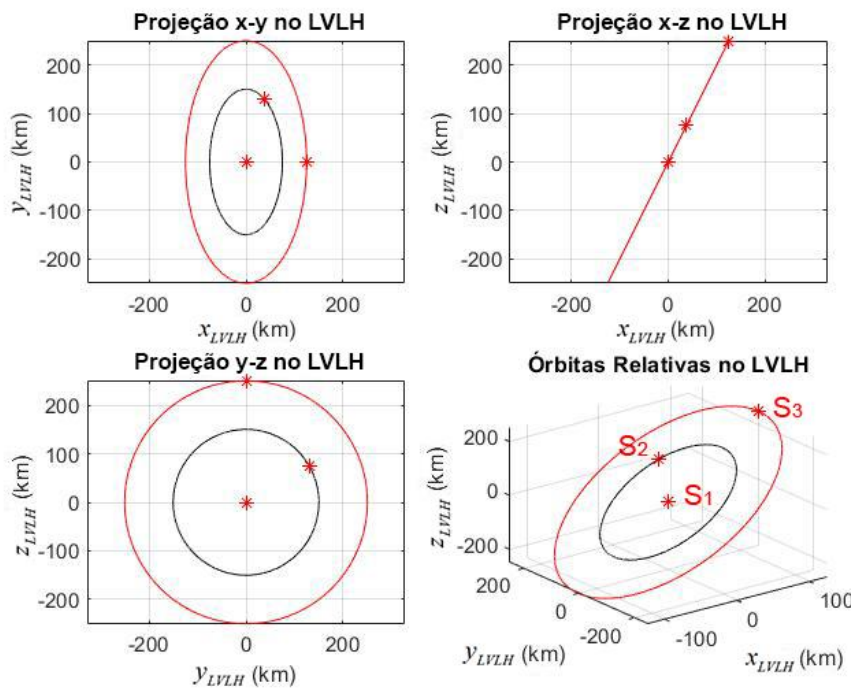 Projeção x-y no LVLH
200
100
0
-100
-200
y_LVLH (km)
-200 0 200
x_LVLH (km)
Projeção x-z no LVLH
200
100
0
-100
-200
z_LVLH (km)
-200 0 200
x_LVLH (km)
Projeção y-z no LVLH
200
100
0
-100
-200
z_LVLH (km)
-200 0 200
y_LVLH (km)
Órbitas Relativas no LVLH
S3
S2
S1
200
0
-200
z_LVLH (km)
200
0
-200
y_LVLH (km)
-100 0 100
x_LVLH (km)